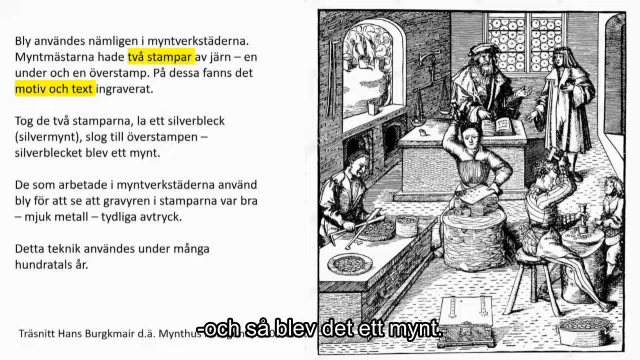 Bly användes nämligen i myntverkstäderna.
Myntmästarna hade två stampar av järn – en
under och en överstamp. På dessa fanns det
motiv och text ingraverat.
Tog de två stamparna, la ett silverbleck
(silvermynt), slog till överstampen –
silverblecket blev ett mynt.
De som arbetade i myntverkstäderna använd
bly för att se att gravyren i stamparna var bra
– mjuk metall – tydliga avtryck.
Detta teknik användes under många
hundratals år.
Träsnitt Hans Burgkmair d.ä. Mynthus
-och så blev det ett mynt.